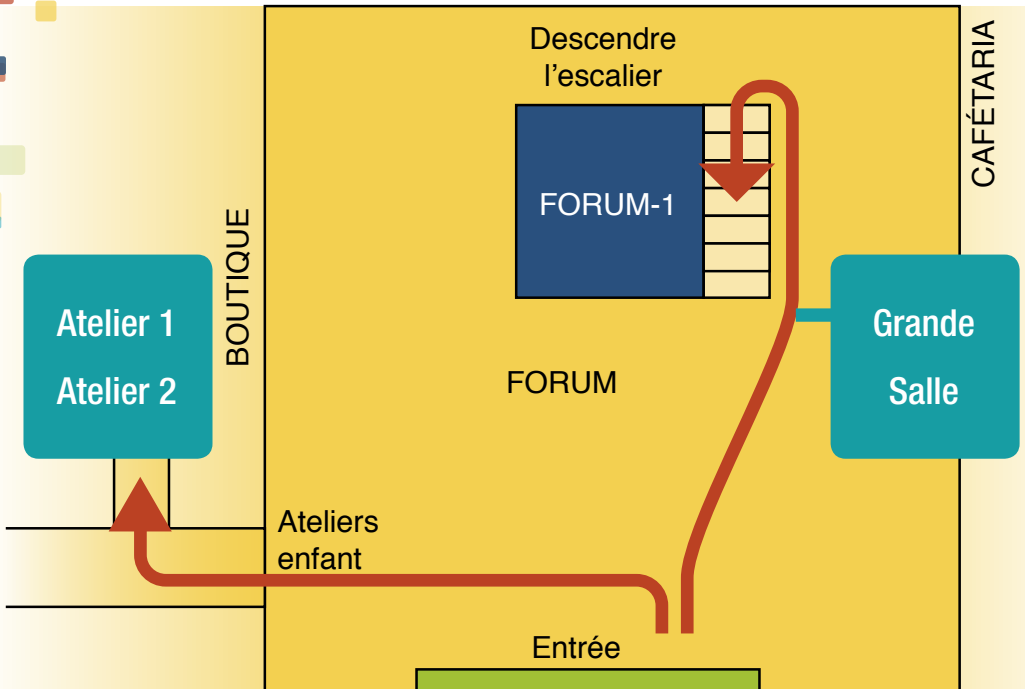 Descendre
l’escalier
CAFÉTARIA
FORUM-1
BOUTIQUE
Atelier 1
Atelier 2
Grande
Salle
FORUM
Ateliers
enfant
Entrée